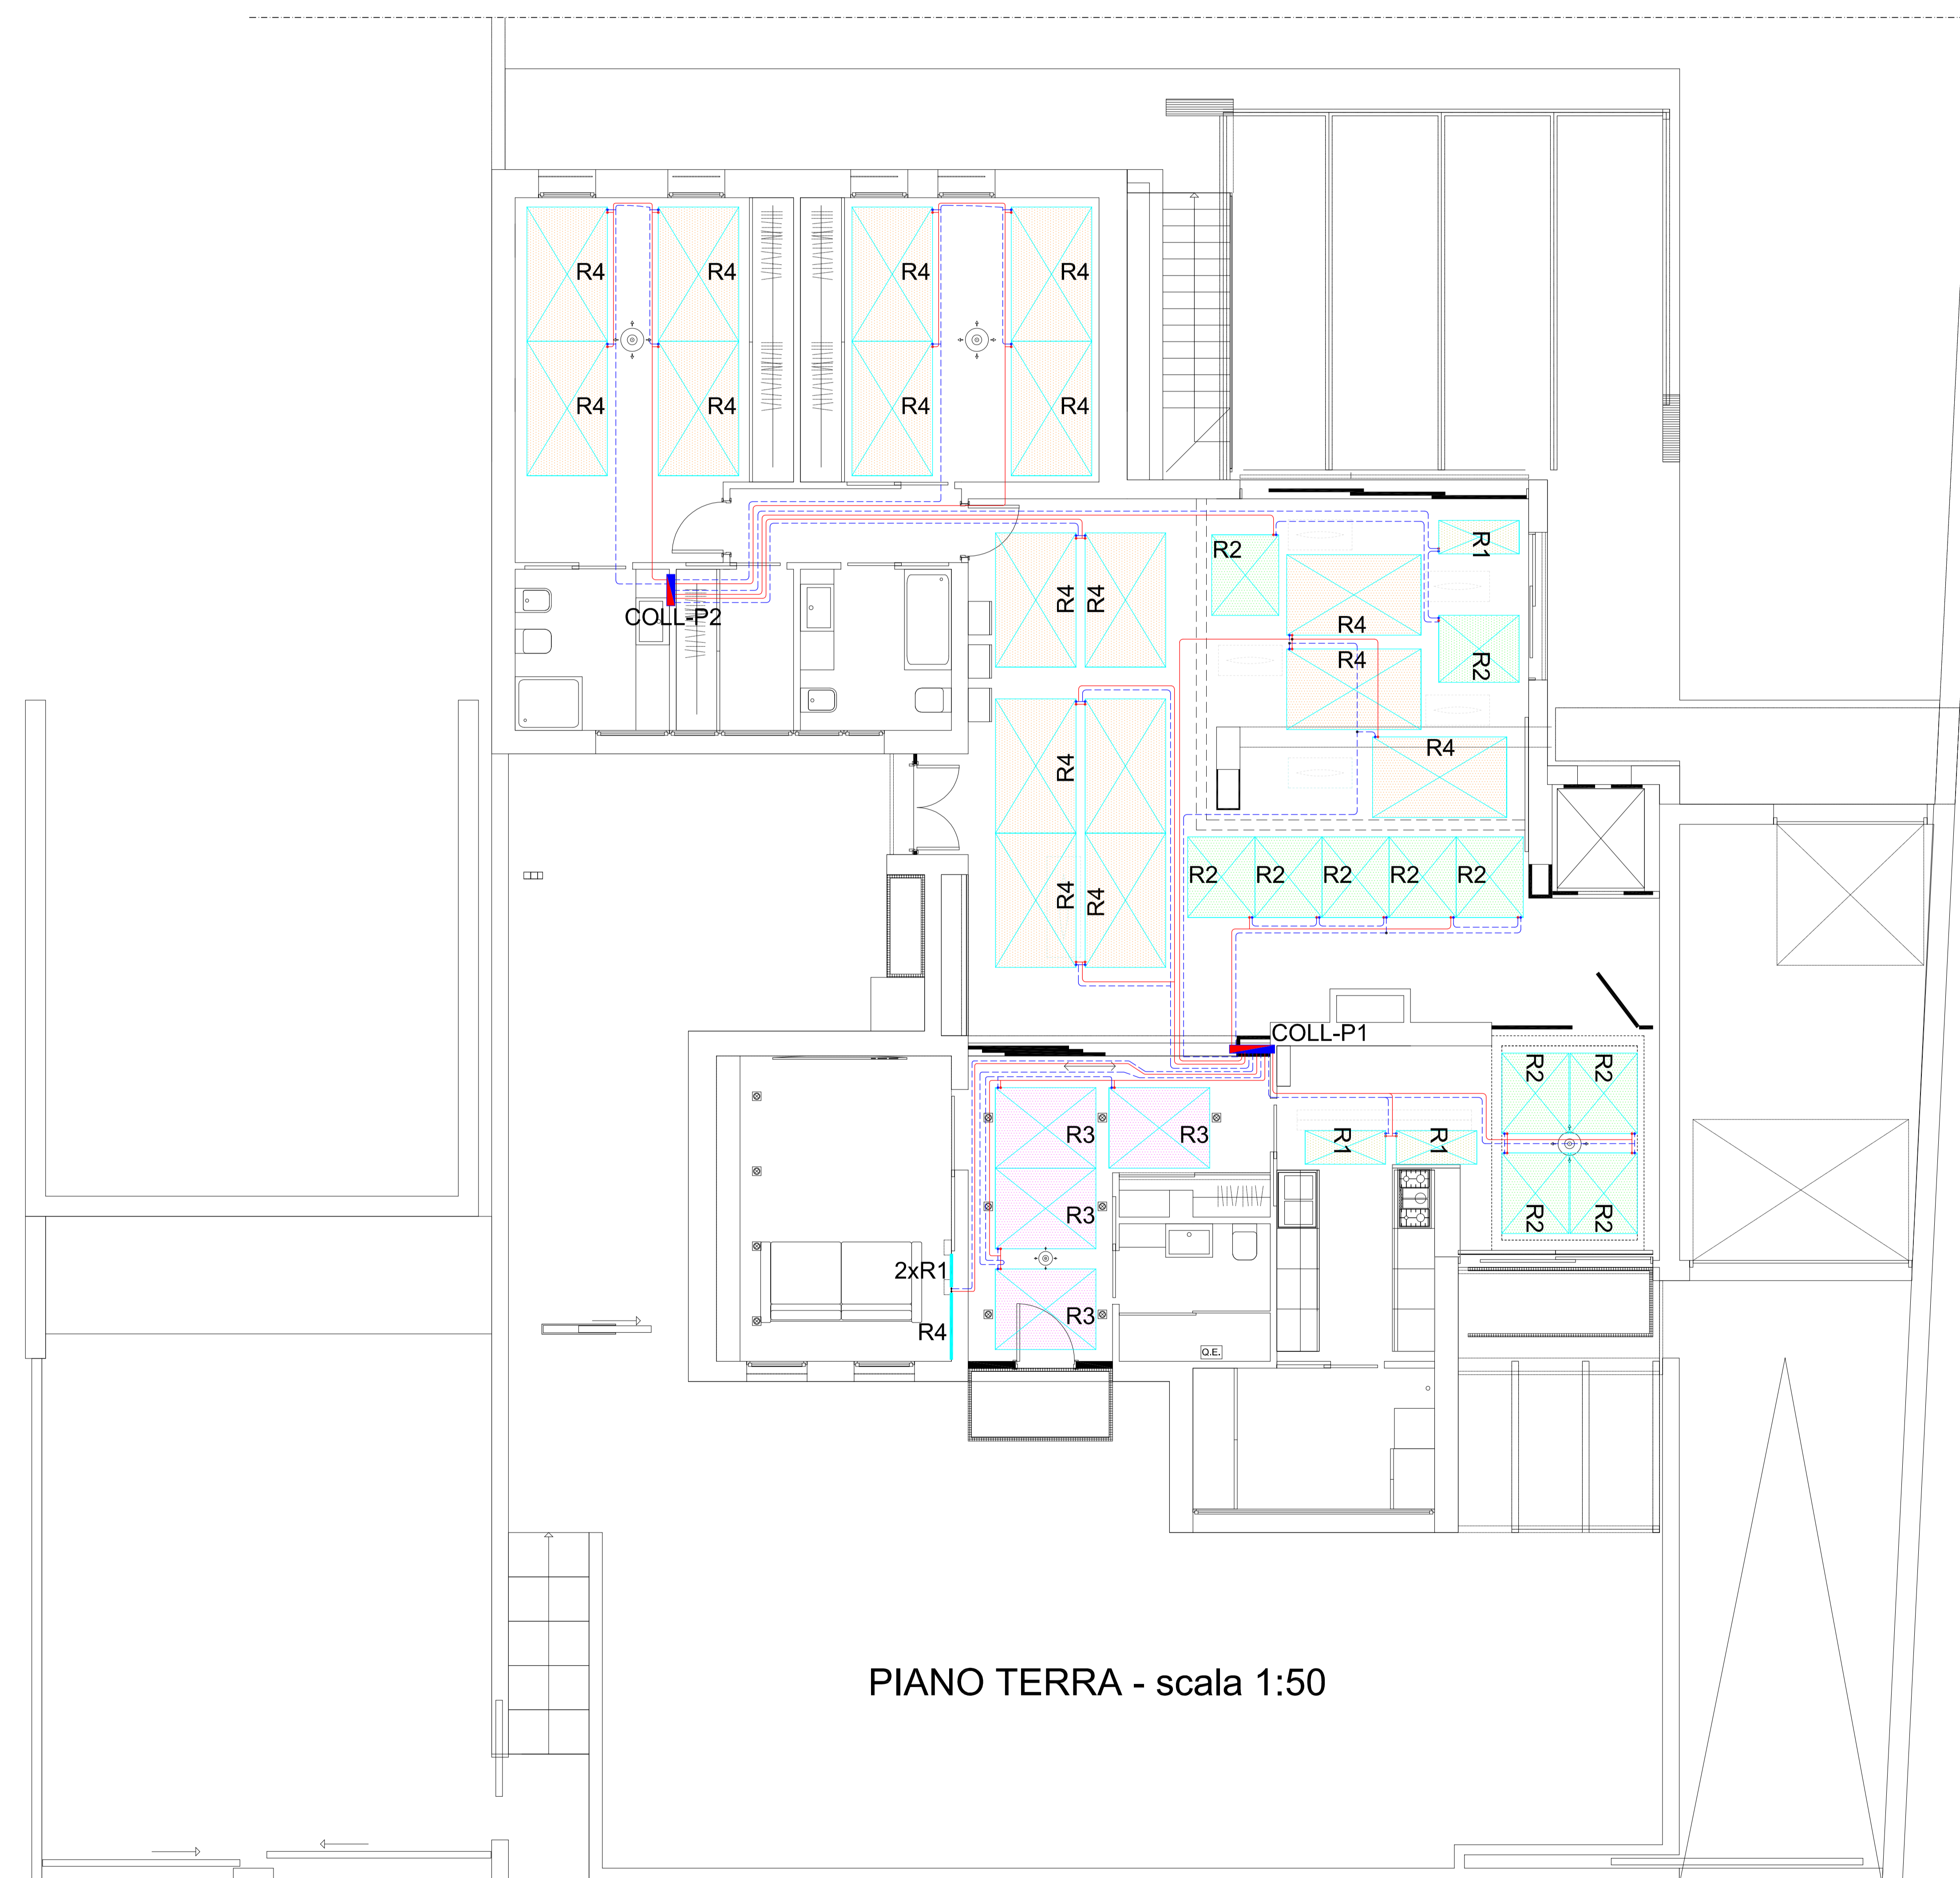 R4 R4 R4 R4
R4 R4 R4 R4
R2 R1
R4 R4
COLL-P2
R4
R4 R2
R4
R4
R2 R2 R2 R2 R2
R4 R4
COLL-P1
R2 R2
R3 R3 R1 R1
R3 R2 R2
2xR1
R3
R4
Q.E.
PIANO TERRA - scala 1:50